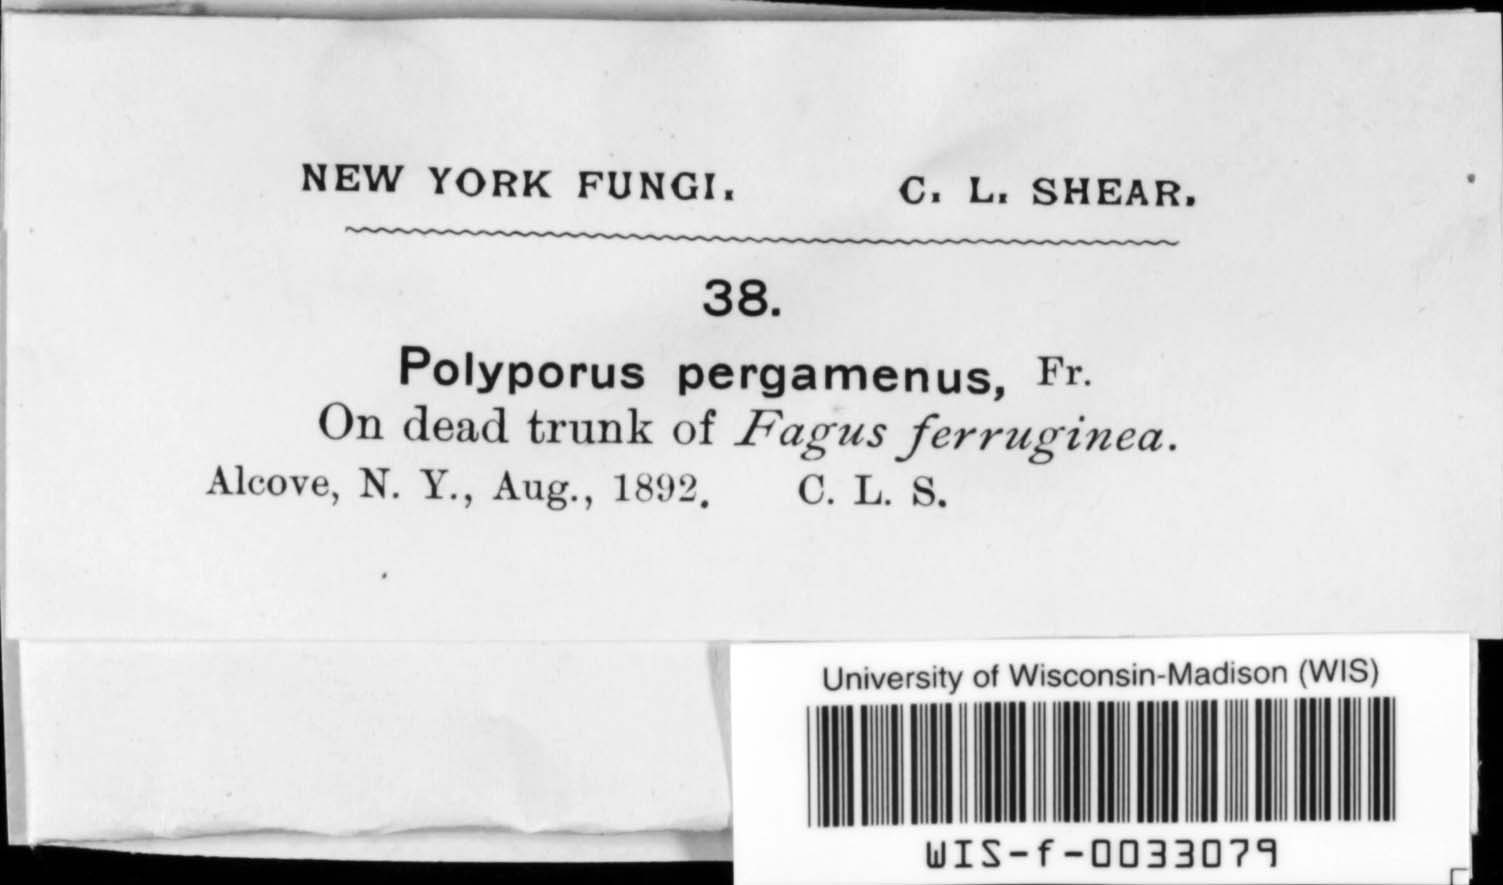 NEW YORK FUNGI. C. L. SHEAR.
38.
Polyporus pergamenus, Fr.
On dead trunk of Fagus ferruginea.
Alcove, N. Y., Aug., 1892. C. L. S.
University of Wisconsin-Madison (WIS)
WIS-f-0033079